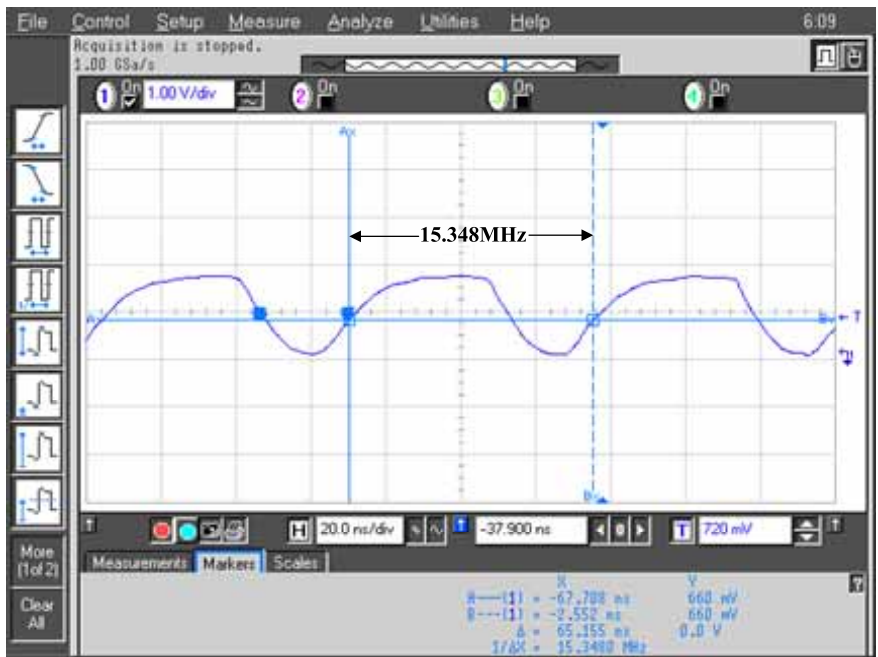 File Control Setup Measure Analyze Utilities Help 6:09
Acquisition is stopped.
1.00 GSa/s
1 On 1.00 V/div 2 On 3 On 4 On
Ax
15.348MHz
A B T
H 20.0 ns/div -37.900 ns T 720 mV
More
(1of 2)
Clear
All
Measurements Markers Scales
X Y
A---(1) = -67.708 ns 660 mV
B---(1) = -2.552 ns 660 mV
Δ = 65.155 ns 0.0 V
1/ΔX = 15.3480 MHz
?